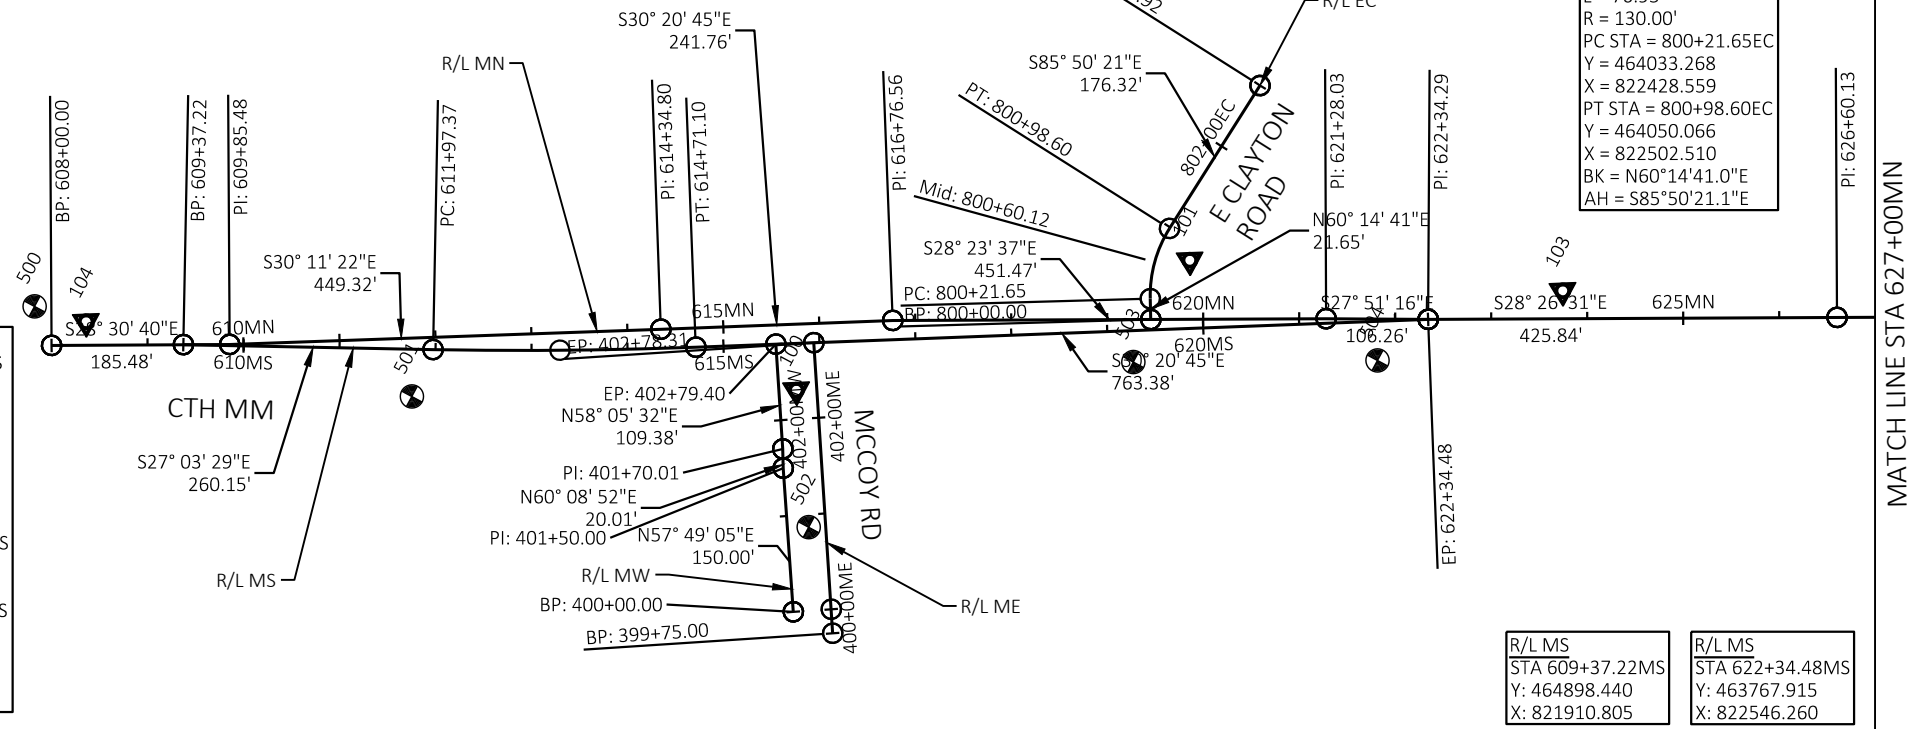 S30° 20' 45"E
241.76'
R/L MN
R/L EC
S85° 50' 21"E
176.32'
R = 130.00'
PC STA = 800+21.65EC
Y = 464033.268
X = 822428.559
PT STA = 800+98.60EC
Y = 464050.066
X = 822502.510
BK = N60°14'41.0"E
AH = S85°50'21.1"E
BP: 608+00.00
BP: 609+37.22
PI: 609+85.48
PC: 611+97.37
PI: 614+34.80
PT: 614+71.10
PI: 616+76.56
PT: 800+98.60
Mid: 800+60.12
802+00EC
E CLAYTON
ROAD
PI: 621+28.03
PI: 622+34.29
PI: 626+60.13
MATCH LINE STA 627+00MN
500
104
101
103
S30° 11' 22"E
449.32'
S28° 23' 37"E
451.47'
N60° 14' 41"E
21.65'
PC: 800+21.65
BP: 800+00.00
S28° 30' 40"E
185.48'
610MN
610MS
615MN
615MS
620MN
620MS
S27° 51' 16"E
106.26'
S28° 26' 31"E
425.84'
625MN
501
EP: 402+78.31
100
503
504
S30° 20' 45"E
763.38'
CTH MM
EP: 402+79.40
N58° 05' 32"E
109.38'
402+00MW
402+00ME
MCCOY RD
S27° 03' 29"E
260.15'
PI: 401+70.01
N60° 08' 52"E
20.01'
502
PI: 401+50.00
N57° 49' 05"E
150.00'
EP: 622+34.48
R/L MS
R/L MW
BP: 400+00.00
R/L ME
BP: 399+75.00
400+00ME
R/L MS
STA 609+37.22MS
Y: 464898.440
X: 821910.805
R/L MS
STA 622+34.48MS
Y: 463767.915
X: 822546.260